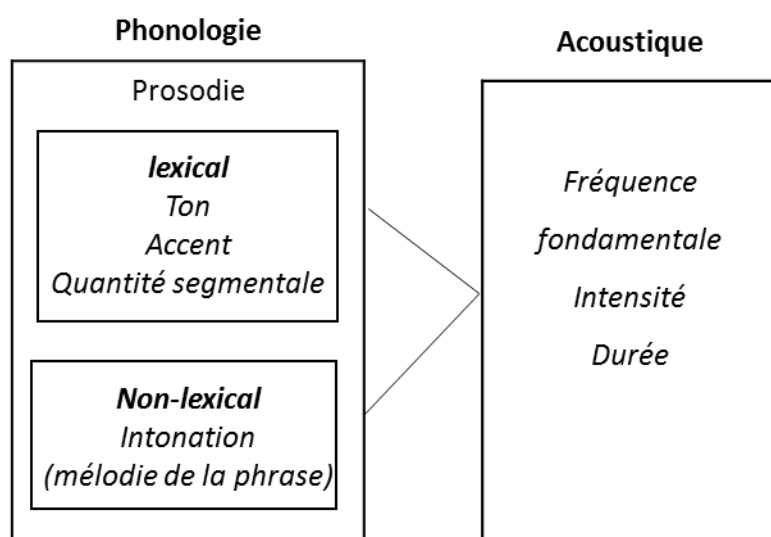 Phonologie
Prosodie
lexical
Ton
Accent
Quantité segmentale
Non-lexical
Intonation
(mélodie de la phrase)
Acoustique
Fréquence
fondamentale
Intensité
Durée